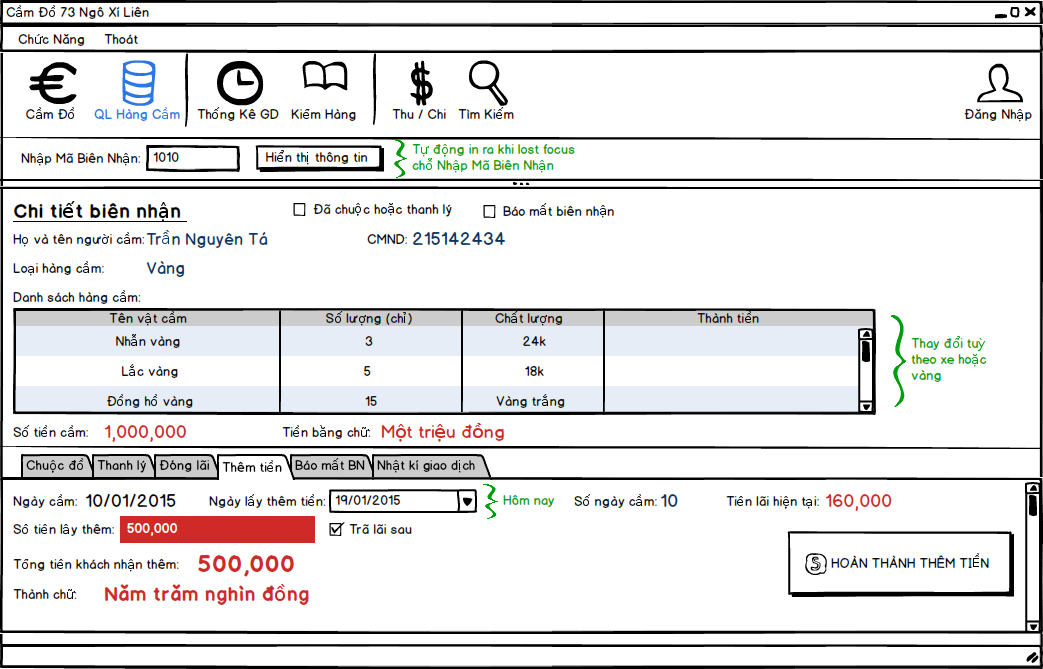 Cầm Đồ 73 Ngô Xí Liên
Chức Năng Thoát
Cầm Đồ QL Hàng Cầm Thống Kê GD Kiểm Hàng Thu / Chi Tìm Kiếm Đăng Nhập
Nhập Mã Biên Nhận: 1010 Hiển thị thông tin Tự động in ra khi lost focus
chỗ Nhập Mã Biên Nhận
Chi tiết biên nhận Đã chuộc hoặc thanh lý Báo mất biên nhận
Họ và tên người cầm: Trần Nguyên Tá CMND: 215142434
Loại hàng cầm: Vàng
Danh sách hàng cầm:
Tên vật cầm Số lượng (chỉ) Chất lượng Thành tiền
Nhẫn vàng 3 24k
Lắc vàng 5 18k
Đồng hồ vàng 15 Vàng trắng
Thay đổi tuỳ
theo xe hoặc
vàng
Số tiền cầm: 1,000,000 Tiền bằng chữ: Một triệu đồng
Chuộc đồ Thanh lý Đóng lãi Thêm tiền Báo mất BN Nhật kí giao dịch
Ngày cầm: 10/01/2015 Ngày lấy thêm tiền: 19/01/2015 Hôm nay Số ngày cầm: 10 Tiền lãi hiện tại: 160,000
Số tiền lấy thêm: 500,000 Trã lãi sau
Tổng tiền khách nhận thêm: 500,000
HOÀN THÀNH THÊM TIỀN
Thành chữ: Năm trăm nghìn đồng